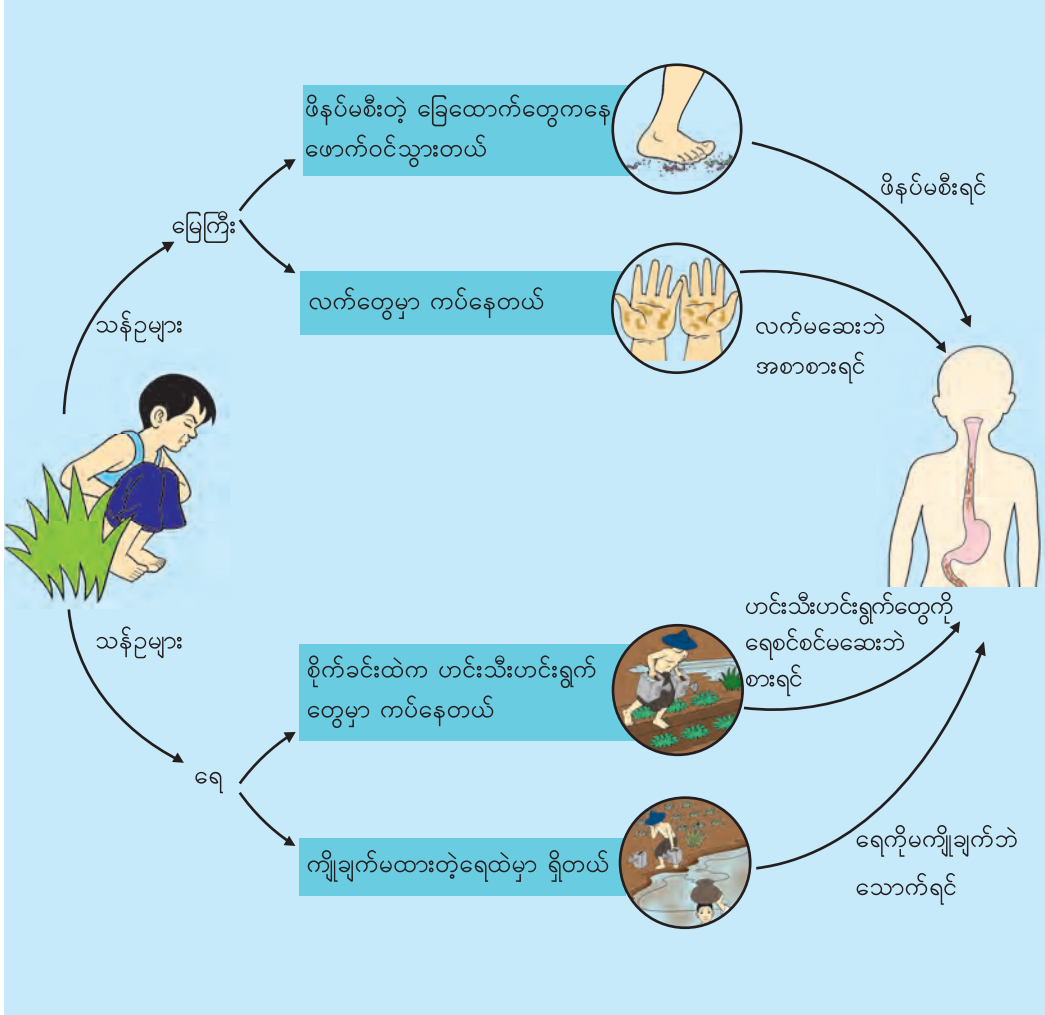 ဖိနပ်မစီးတဲ့ ခြေထောက်တွေကနေ
ဖောက်ဝင်သွားတယ်
ဖိနပ်မစီးရင်
မြေကြီး
လက်တွေမှာ ကပ်နေတယ်
သန်ဥများ
လက်မဆေးဘဲ
အစာစားရင်
သန်ဥများ
ဟင်းသီးဟင်းရွက်တွေကို
ရေစင်စင်မဆေးဘဲ
စားရင်
စိုက်ခင်းထဲက ဟင်းသီးဟင်းရွက်
တွေမှာ ကပ်နေတယ်
ရေ
ကျိုချက်မထားတဲ့ရေထဲမှာ ရှိတယ်
ရေကိုမကျိုချက်ဘဲ
သောက်ရင်